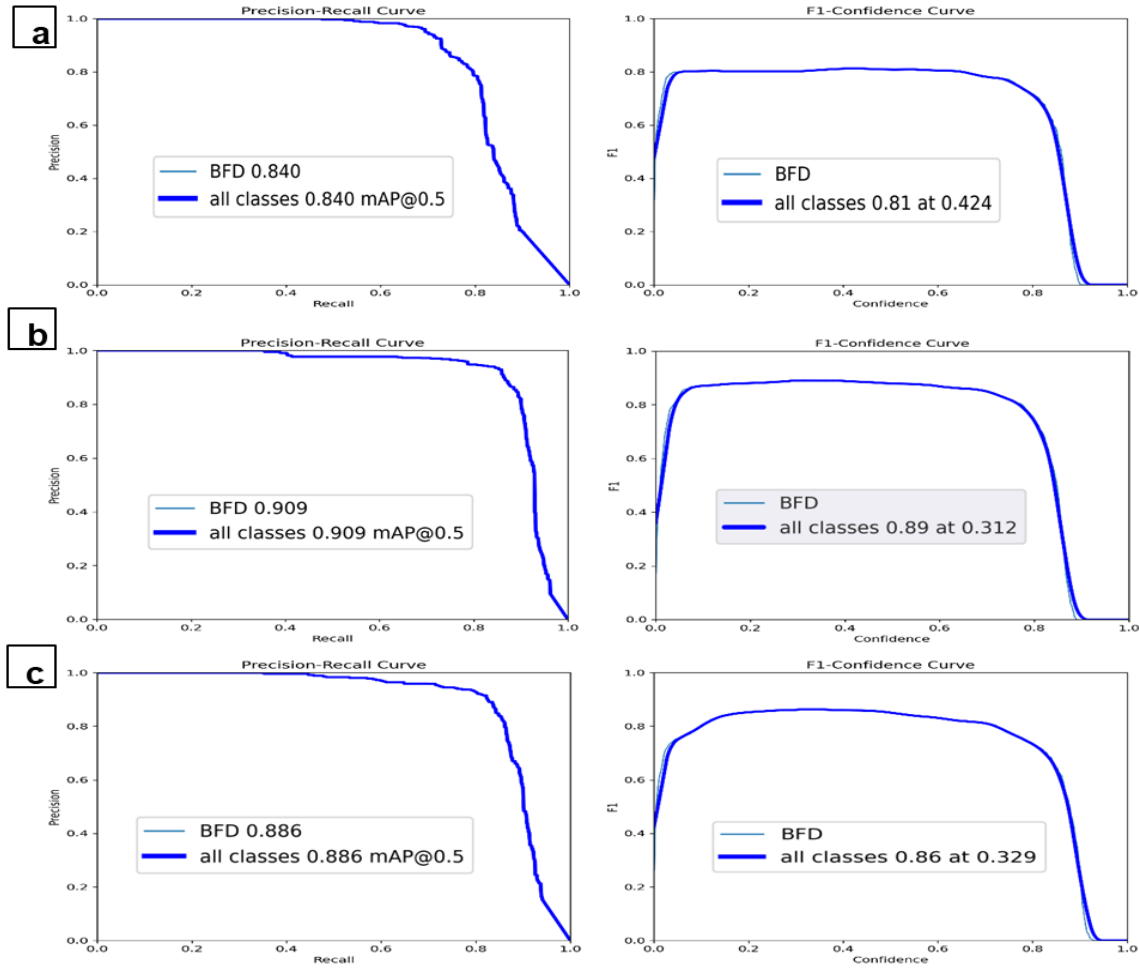 a
Precision-Recall Curve
1.0
0.8
0.6
0.4
0.2
0.0
Precision
BFD 0.840
all classes 0.840 mAP@0.5
0.0 0.2 0.4 0.6 0.8 1.0
Recall
F1-Confidence Curve
1.0
0.8
0.6
0.4
0.2
0.0
F1
BFD
all classes 0.81 at 0.424
0.0 0.2 0.4 0.6 0.8 1.0
Confidence
b
Precision-Recall Curve
1.0
0.8
0.6
0.4
0.2
0.0
Precision
BFD 0.909
all classes 0.909 mAP@0.5
0.0 0.2 0.4 0.6 0.8 1.0
Recall
F1-Confidence Curve
1.0
0.8
0.6
0.4
0.2
0.0
F1
BFD
all classes 0.89 at 0.312
0.0 0.2 0.4 0.6 0.8 1.0
Confidence
c
Precision-Recall Curve
1.0
0.8
0.6
0.4
0.2
0.0
Precision
BFD 0.886
all classes 0.886 mAP@0.5
0.0 0.2 0.4 0.6 0.8 1.0
Recall
F1-Confidence Curve
1.0
0.8
0.6
0.4
0.2
0.0
F1
BFD
all classes 0.86 at 0.329
0.0 0.2 0.4 0.6 0.8 1.0
Confidence